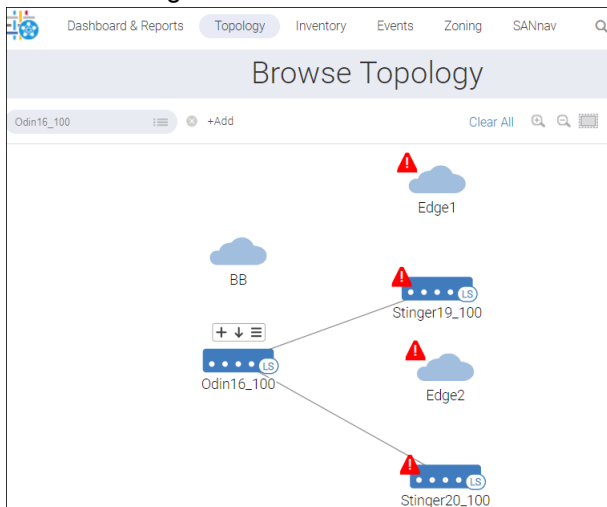 Dashboard & Reports Topology Inventory Events Zoning SANnav
Browse Topology
Odin16_100 +Add Clear All
Edge1
BB
LS
Stinger19_100
LS
Odin16_100
Edge2
LS
Stinger20_100